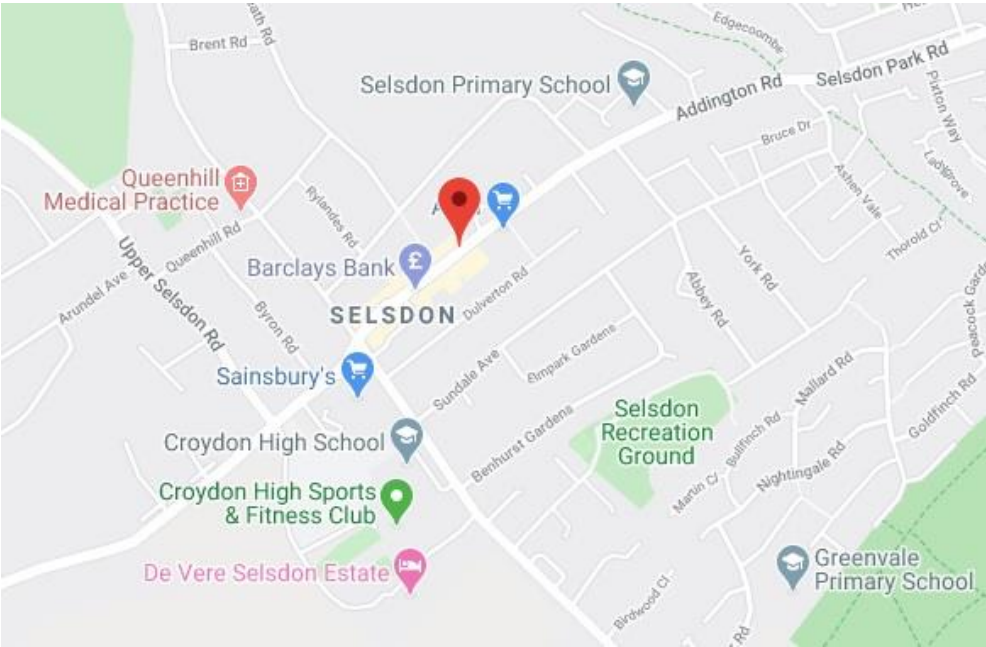 Edgecoombe
Brent Rd
Selsdon Park Rd
Selsdon Primary School
Addington Rd
Pixton Way
Bruce Dr
Queenhill
Medical Practice
Ashen Vale
Rylandes Rd
Queenhill Rd
Thorold Cl
Upper Selsdon Rd
Barclays Bank
£
York Rd
Arundel Ave
Abbey Rd
Dulverton Rd
SELSDON
Byron Rd
Peacock Gard
Elmpark Gardens
Sainsbury's
Sundale Ave
Mallard Rd
Selsdon
Recreation
Ground
Goldfinch Rd
Benhurst Gardens
Bullfinch Rd
Croydon High School
Nightingale Rd
Martin Cl
Croydon High Sports
& Fitness Club
De Vere Selsdon Estate
Greenvale
Primary School
Birdwood Cl
Rd